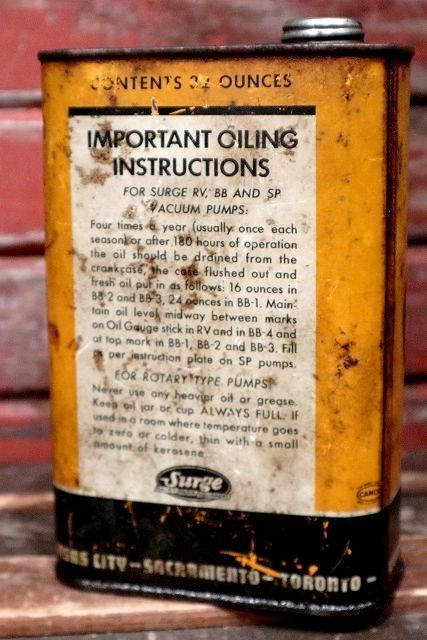 CONTENTS 32 OUNCES
IMPORTANT OILING
INSTRUCTIONS
FOR SURGE RV, BB AND SP
VACUUM PUMPS:
Four times a year (usually once each
season) or after 180 hours of operation
the oil should be drained from the
crankcase, the case flushed out and
fresh oil put in as follows: 16 ounces in
BB-2 and BB-3, 24 ounces in BB-1. Main-
tain oil level midway between marks
on Oil Gauge stick in RV and in BB-4 and
at top mark in BB-1, BB-2 and BB-3. Fill
as per instruction plate on SP pumps.
FOR ROTARY TYPE PUMPS
Never use any heavier oil or grease.
Keep oil jar or cup ALWAYS FULL. If
used in a room where temperature goes
to zero or colder, thin with a small
amount of kerosene.
Surge
CANCO
CITY—SACRAMENTO—TORONTO—